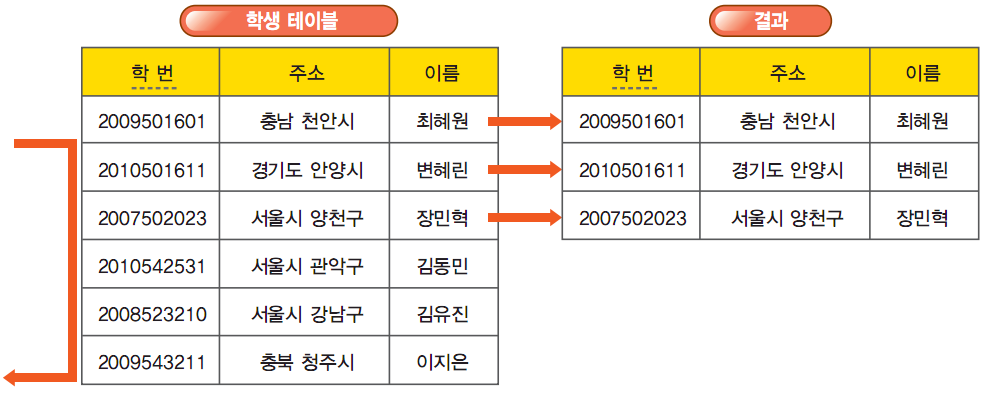 학생 테이블
학 번 주소 이름
2009501601 충남 천안시 최혜원
2010501611 경기도 안양시 변혜린
2007502023 서울시 양천구 장민혁
2010542531 서울시 관악구 김동민
2008523210 서울시 강남구 김유진
2009543211 충북 청주시 이지은
결과
학 번 주소 이름
2009501601 충남 천안시 최혜원
2010501611 경기도 안양시 변혜린
2007502023 서울시 양천구 장민혁